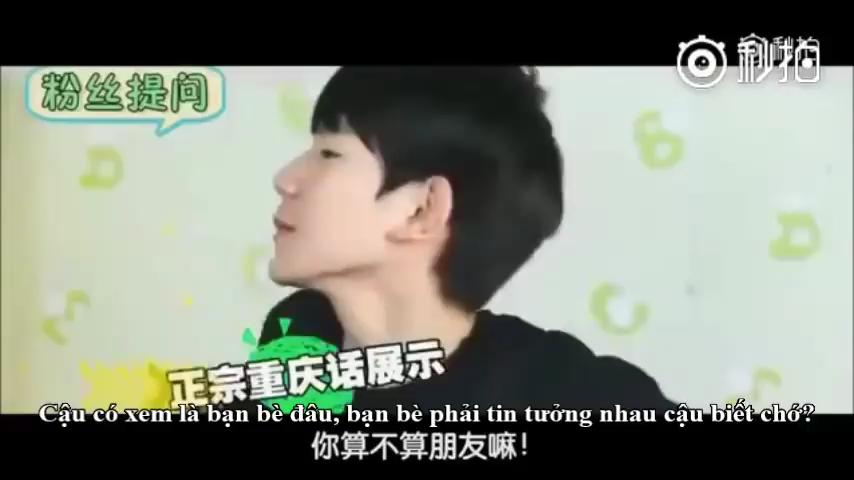 粉丝提问
秒拍
正宗重庆话展示
Cậu có xem là bạn bè đâu, bạn bè phải tin tưởng nhau cậu biết chớ?
你算不算朋友嘛!